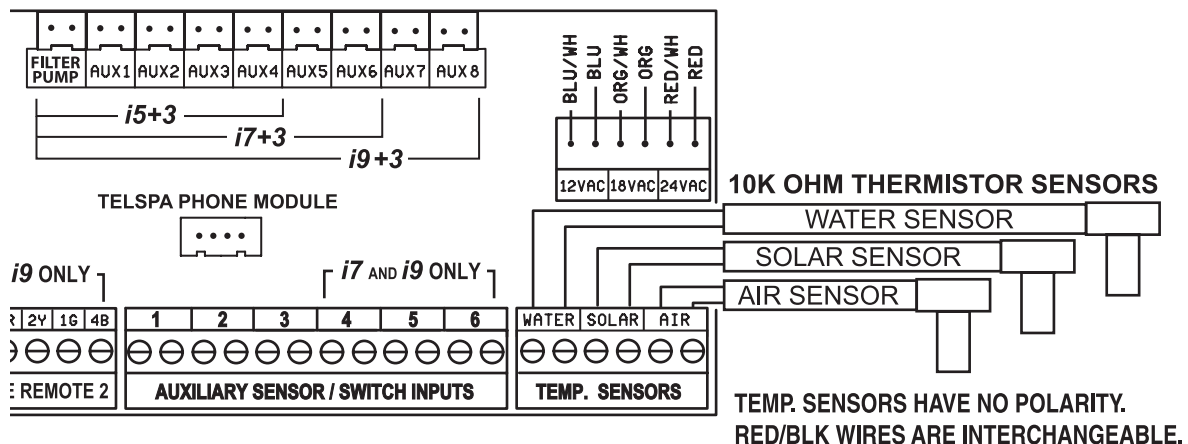 FILTER PUMP AUX1 AUX2 AUX3 AUX4 AUX5 AUX6 AUX7 AUX8
i5+3
i7+3
i9+3
BLU/WH BLU ORG/WH ORG RED/WH RED
12VAC 18VAC 24VAC
TELSPA PHONE MODULE
10K OHM THERMISTOR SENSORS
WATER SENSOR
SOLAR SENSOR
AIR SENSOR
i9 ONLY
i7 AND i9 ONLY
2Y 1G 4B
1 2 3 4 5 6
WATER SOLAR AIR
REMOTE 2
AUXILIARY SENSOR / SWITCH INPUTS
TEMP. SENSORS
TEMP. SENSORS HAVE NO POLARITY.
RED/BLK WIRES ARE INTERCHANGEABLE.